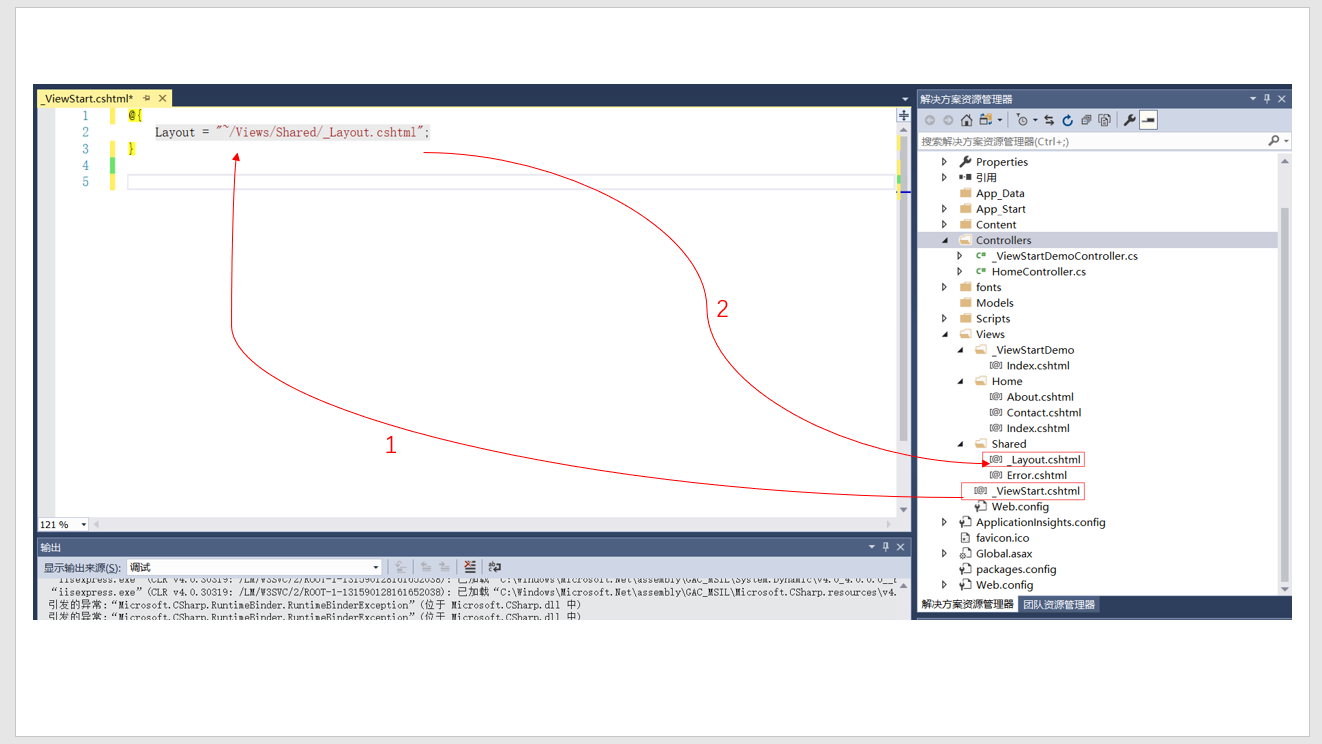 _ViewStart.cshtml*
1 @{
2 Layout = "~/Views/Shared/_Layout.cshtml";
3 }
4
5
2
1
121 %
输出
显示输出来源(S): 调试
“iisexpress.exe” (CLR v4.0.30319: /LM/W3SVC/2/ROOT-1-131590128161652038): 已加载 “C:\Windows\Microsoft.Net\assembly\GAC_MSIL\System.Dynamic\v4.0_4.0.0.0__
“iisexpress.exe” (CLR v4.0.30319: /LM/W3SVC/2/ROOT-1-131590128161652038): 已加载 “C:\Windows\Microsoft.Net\assembly\GAC_MSIL\Microsoft.CSharp.resources\v4.
引发的异常:“Microsoft.CSharp.RuntimeBinder.RuntimeBinderException” (位于 Microsoft.CSharp.dll 中)
引发的异常:“Microsoft.CSharp.RuntimeBinder.RuntimeBinderException” (位于 Microsoft.CSharp.dll 中)
解决方案资源管理器
搜索解决方案资源管理器(Ctrl+;)
Properties
引用
App_Data
App_Start
Content
Controllers
C# _ViewStartDemoController.cs
C# HomeController.cs
fonts
Models
Scripts
Views
_ViewStartDemo
[@] Index.cshtml
Home
[@] About.cshtml
[@] Contact.cshtml
[@] Index.cshtml
Shared
[@] _Layout.cshtml
[@] Error.cshtml
[@] _ViewStart.cshtml
Web.config
ApplicationInsights.config
favicon.ico
Global.asax
packages.config
Web.config
解决方案资源管理器 团队资源管理器